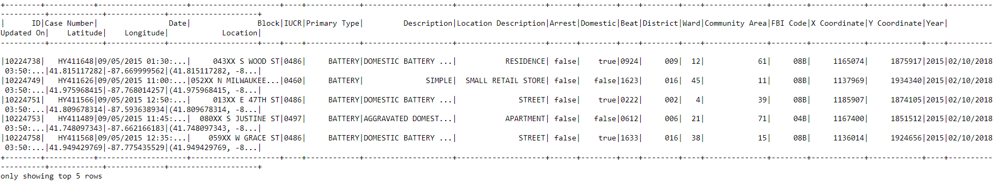 +--------+-----------+--------------------+--------------------+----+------------+--------------------+--------------------+------+--------+----+--------+----+--------------+--------+------------+------------+----+----------
----------+------------+-------------+--------------------+
|      ID|Case Number|                Date|               Block|IUCR|Primary Type|         Description|Location Description|Arrest|Domestic|Beat|District|Ward|Community Area|FBI Code|X Coordinate|Y Coordinate|Year|
Updated On|    Latitude|    Longitude|            Location|
+--------+-----------+--------------------+--------------------+----+------------+--------------------+--------------------+------+--------+----+--------+----+--------------+--------+------------+------------+----+----------
----------+------------+-------------+--------------------+
|10224738|   HY411648|09/05/2015 01:30:...|     043XX S WOOD ST|0486|     BATTERY|DOMESTIC BATTERY ...|           RESIDENCE| false|    true|0924|     009|  12|            61|     08B|     1165074|     1875917|2015|02/10/2018
 03:50:...|41.815117282|-87.669999562|(41.815117282, -8...|
|10224749|   HY411626|09/05/2015 11:00:...|052XX N MILWAUKEE...|0460|     BATTERY|              SIMPLE|  SMALL RETAIL STORE| false|   false|1623|     016|  45|            11|     08B|     1137969|     1934340|2015|02/10/2018
 03:50:...|41.975968415|-87.768014257|(41.975968415, -8...|
|10224751|   HY411566|09/05/2015 12:50:...|     013XX E 47TH ST|0486|     BATTERY|DOMESTIC BATTERY ...|              STREET| false|    true|0222|     002|   4|            39|     08B|     1185907|     1874105|2015|02/10/2018
 03:50:...|41.809678314|-87.593638934|(41.809678314, -8...|
|10224753|   HY411489|09/05/2015 11:45:...|  080XX S JUSTINE ST|0497|     BATTERY|AGGRAVATED DOMEST...|           APARTMENT| false|   false|0612|     006|  21|            71|     04B|     1167400|     1851512|2015|02/10/2018
 03:50:...|41.748097343|-87.662166183|(41.748097343, -8...|
|10224758|   HY411568|09/05/2015 12:35:...|    059XX W GRACE ST|0486|     BATTERY|DOMESTIC BATTERY ...|              STREET| false|    true|1633|     016|  38|            15|     08B|     1136014|     1924656|2015|02/10/2018
 03:50:...|41.949429769|-87.775435529|(41.949429769, -8...|
+--------+-----------+--------------------+--------------------+----+------------+--------------------+--------------------+------+--------+----+--------+----+--------------+--------+------------+------------+----+----------
----------+------------+-------------+--------------------+
only showing top 5 rows